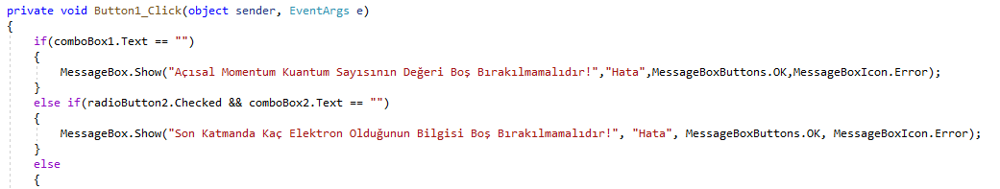 private void Button1_Click(object sender, EventArgs e)
{
if(comboBox1.Text == "")
{
MessageBox.Show("Açısal Momentum Kuantum Sayısının Değeri Boş Bırakılmamalıdır!","Hata",MessageBoxButtons.OK,MessageBoxIcon.Error);
}
else if(radioButton2.Checked && comboBox2.Text == "")
{
MessageBox.Show("Son Katmanda Kaç Elektron Olduğunun Bilgisi Boş Bırakılmamalıdır!", "Hata", MessageBoxButtons.OK, MessageBoxIcon.Error);
}
else
{